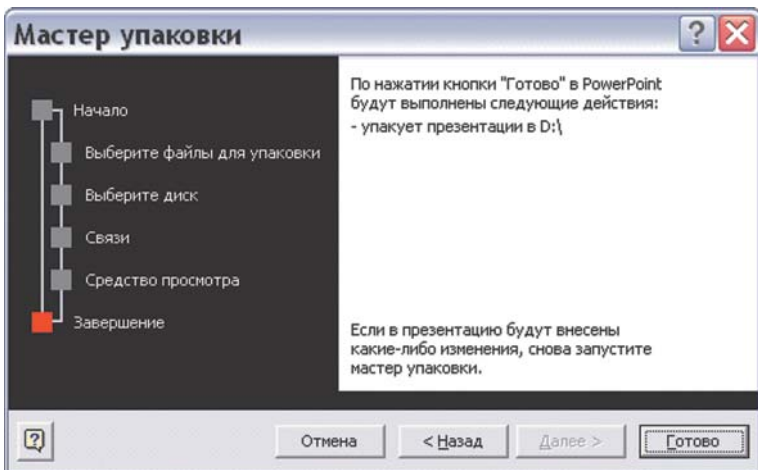 Мастер упаковки
Начало
Выберите файлы для упаковки
Выберите диск
Связи
Средство просмотра
Завершение
По нажатии кнопки "Готово" в PowerPoint
будут выполнены следующие действия:
- упакует презентации в D:\
Если в презентацию будут внесены
какие-либо изменения, снова запустите
мастер упаковки.
Отмена
< Назад
Далее >
Готово